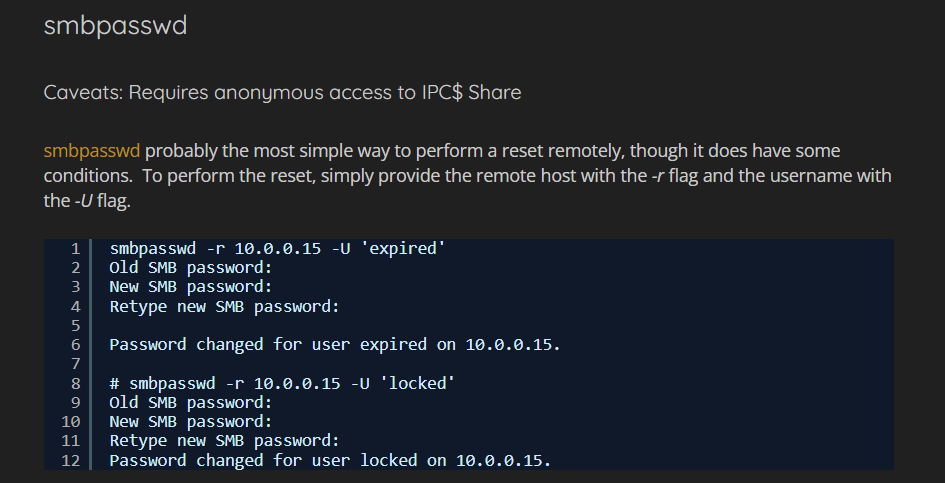 smbpasswd
Caveats: Requires anonymous access to IPC$ Share
smbpasswd probably the most simple way to perform a reset remotely, though it does have some
conditions.  To perform the reset, simply provide the remote host with the -r flag and the username with
the -U flag.
1 smbpasswd -r 10.0.0.15 -U 'expired'
2 Old SMB password:
3 New SMB password:
4 Retype new SMB password:
5
6 Password changed for user expired on 10.0.0.15.
7
8 # smbpasswd -r 10.0.0.15 -U 'locked'
9 Old SMB password:
10 New SMB password:
11 Retype new SMB password:
12 Password changed for user locked on 10.0.0.15.